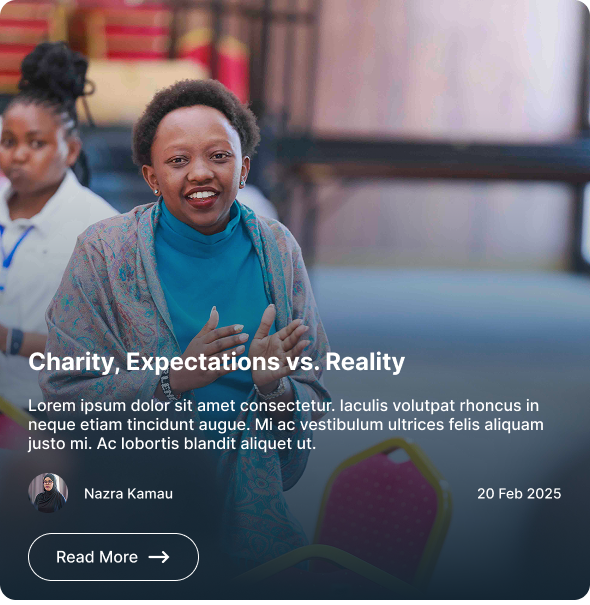 Charity, Expectations vs. Reality
Lorem ipsum dolor sit amet consectetur. Iaculis volutpat rhoncus in
neque etiam tincidunt augue. Mi ac vestibulum ultrices felis aliquam
justo mi. Ac lobortis blandit aliquet ut.
Nazra Kamau
20 Feb 2025
Read More